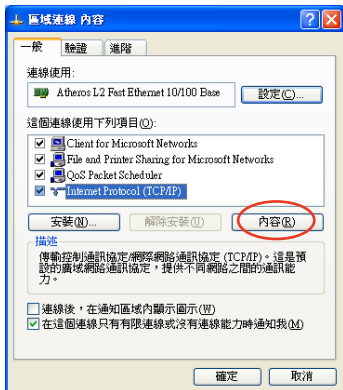 區域連線 內容
一般 驗證 進階
連線使用:
Atheros L2 Fast Ethernet 10/100 Base 設定(C)...
這個連線使用下列項目(O):
Client for Microsoft Networks
File and Printer Sharing for Microsoft Networks
QoS Packet Scheduler
Internet Protocol (TCP/IP)
安裝(N)... 解除安裝(U) 內容(R)
描述
傳輸控制通訊協定/網際網路通訊協定 (TCP/IP)。這是預
設的廣域網路通訊協定，提供不同網路之間的通訊能
力。
連線後，在通知區域內顯示圖示(W)
在這個連線只有有限連線或沒有連線能力時通知我(M)
確定 取消